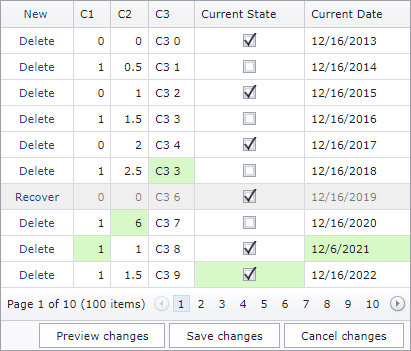 New C1 C2 C3 Current State Current Date
Delete 0 0 C3 0 12/16/2013
Delete 1 0.5 C3 1 12/16/2014
Delete 0 1 C3 2 12/16/2015
Delete 1 1.5 C3 3 12/16/2016
Delete 0 2 C3 4 12/16/2017
Delete 1 2.5 C3 3 12/16/2018
Recover 0 0 C3 6 12/16/2019
Delete 1 6 C3 7 12/16/2020
Delete 1 1 C3 8 12/6/2021
Delete 1 1.5 C3 9 12/16/2022
Page 1 of 10 (100 items) 1 2 3 4 5 6 7 8 9 10
Preview changes Save changes Cancel changes